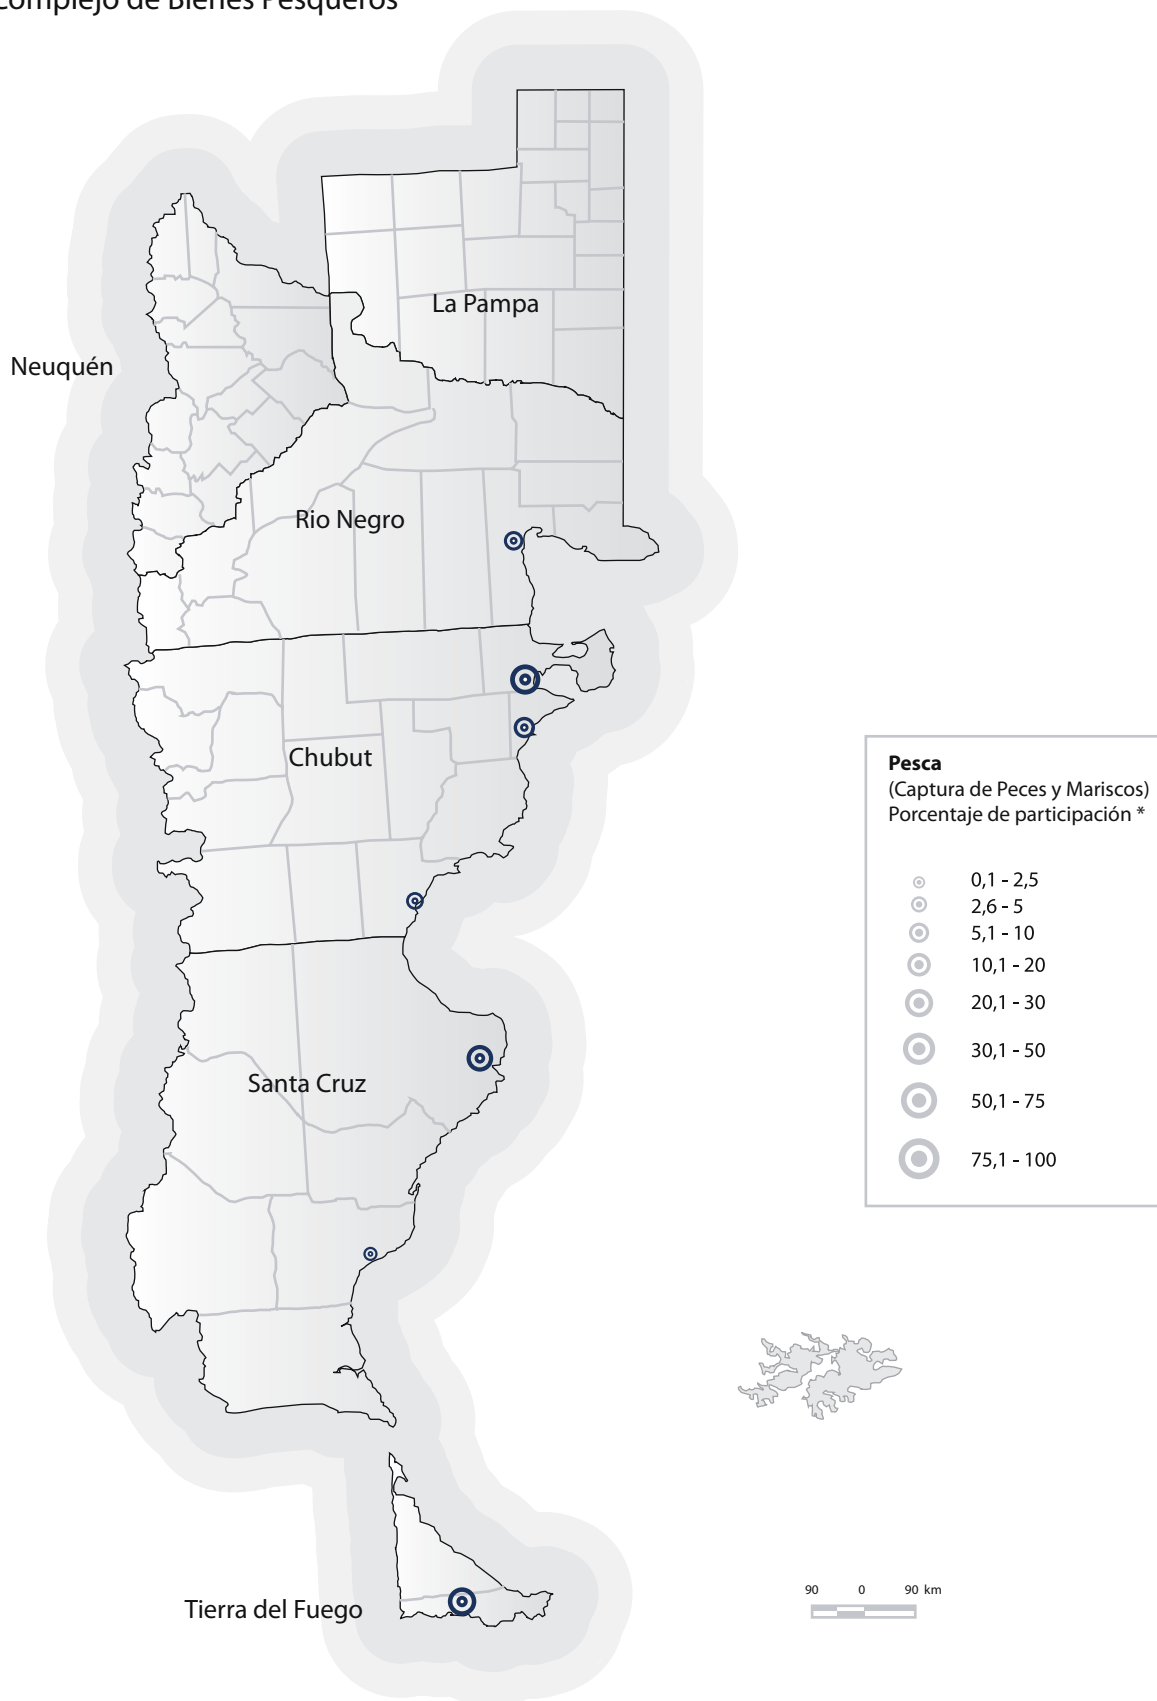 Complejo de Bienes Pesqueros
La Pampa
Neuquén
Rio Negro
Chubut
Santa Cruz
Tierra del Fuego
Pesca
(Captura de Peces y Mariscos)
Porcentaje de participación *
0,1 - 2,5
2,6 - 5
5,1 - 10
10,1 - 20
20,1 - 30
30,1 - 50
50,1 - 75
75,1 - 100
90 0 90 km